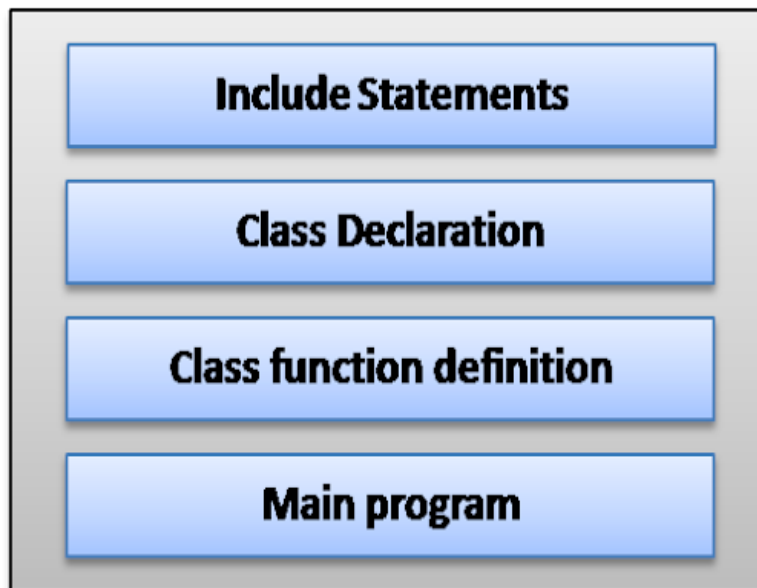 Include Statements
Class Declaration
Class function definition
Main program